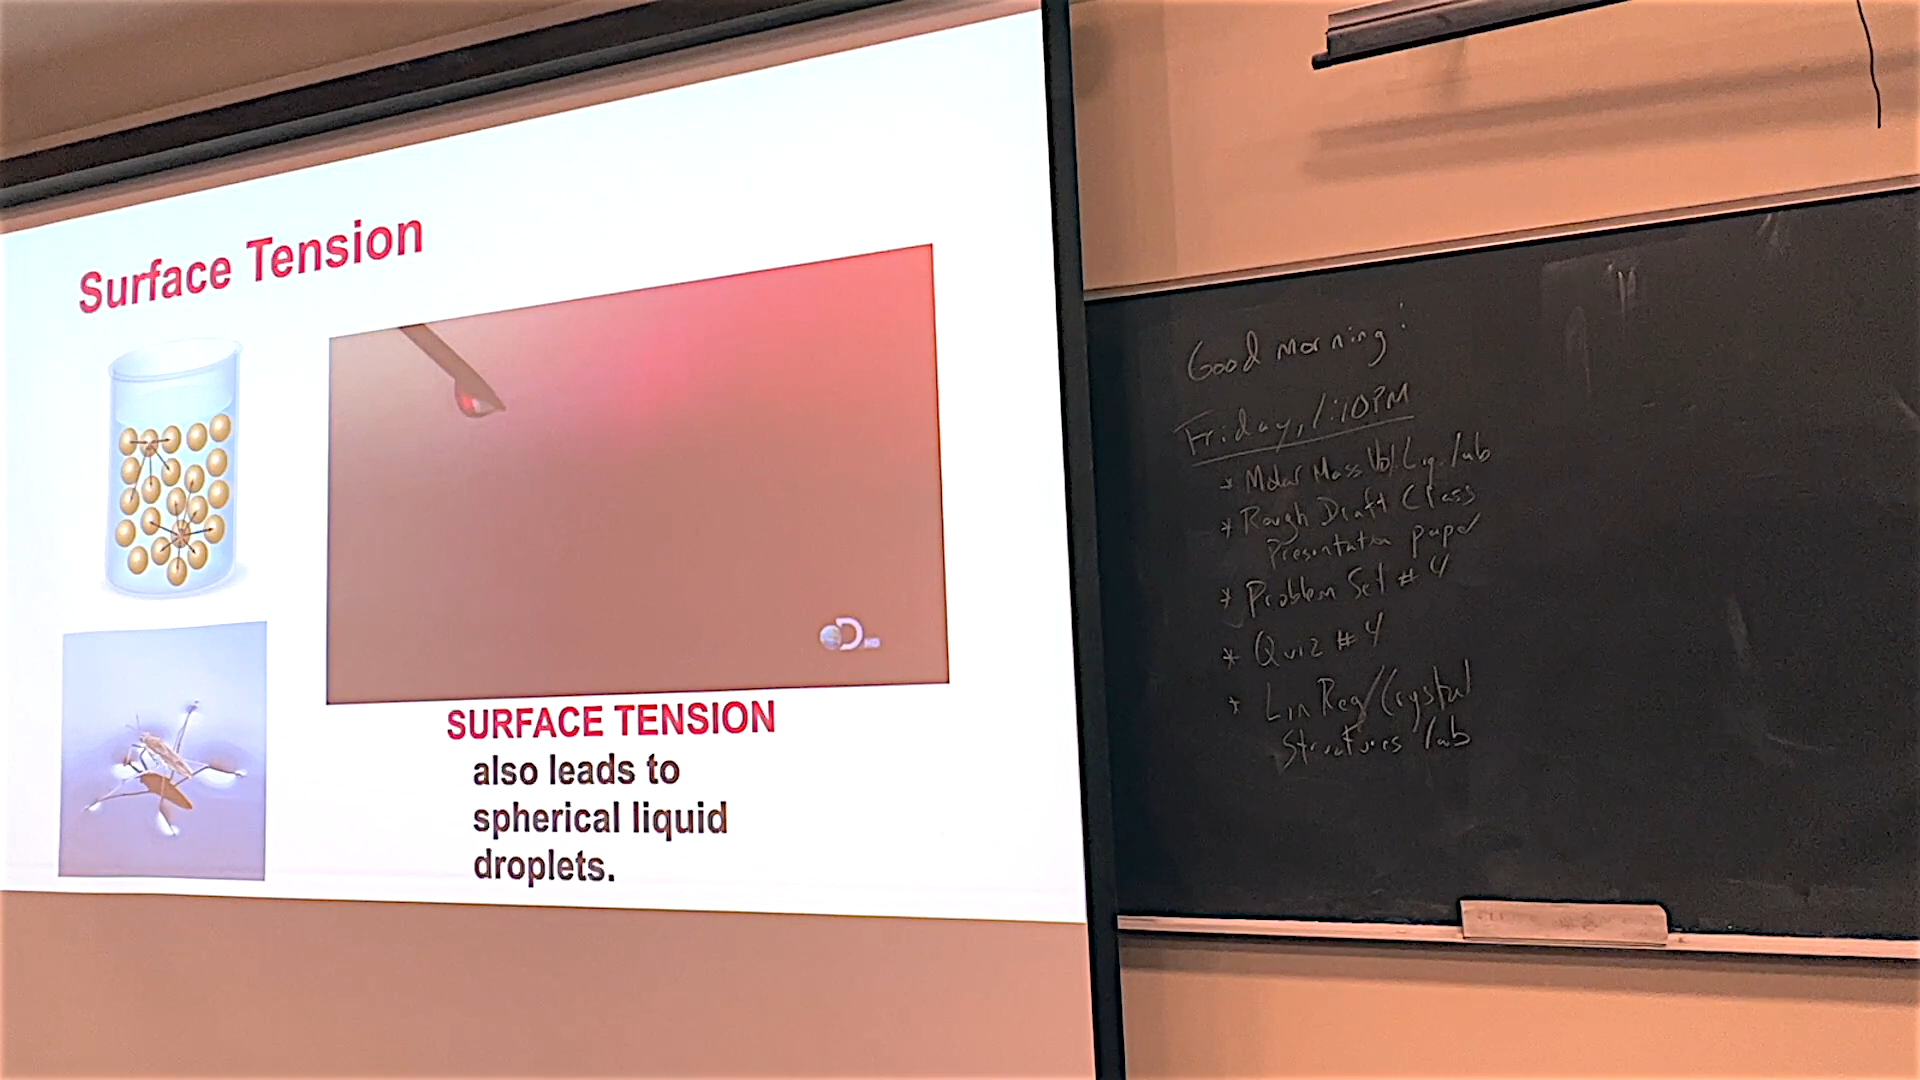 Surface Tension
SURFACE TENSION
also leads to
spherical liquid
droplets.
Good morning!
Friday, 1:10PM
* Molar Mass Vol. Liq. lab
* Rough Draft Class
Presentation paper
* Problem Set # 4
* Quiz # 4
* Lin Reg/Crystal
Structures lab